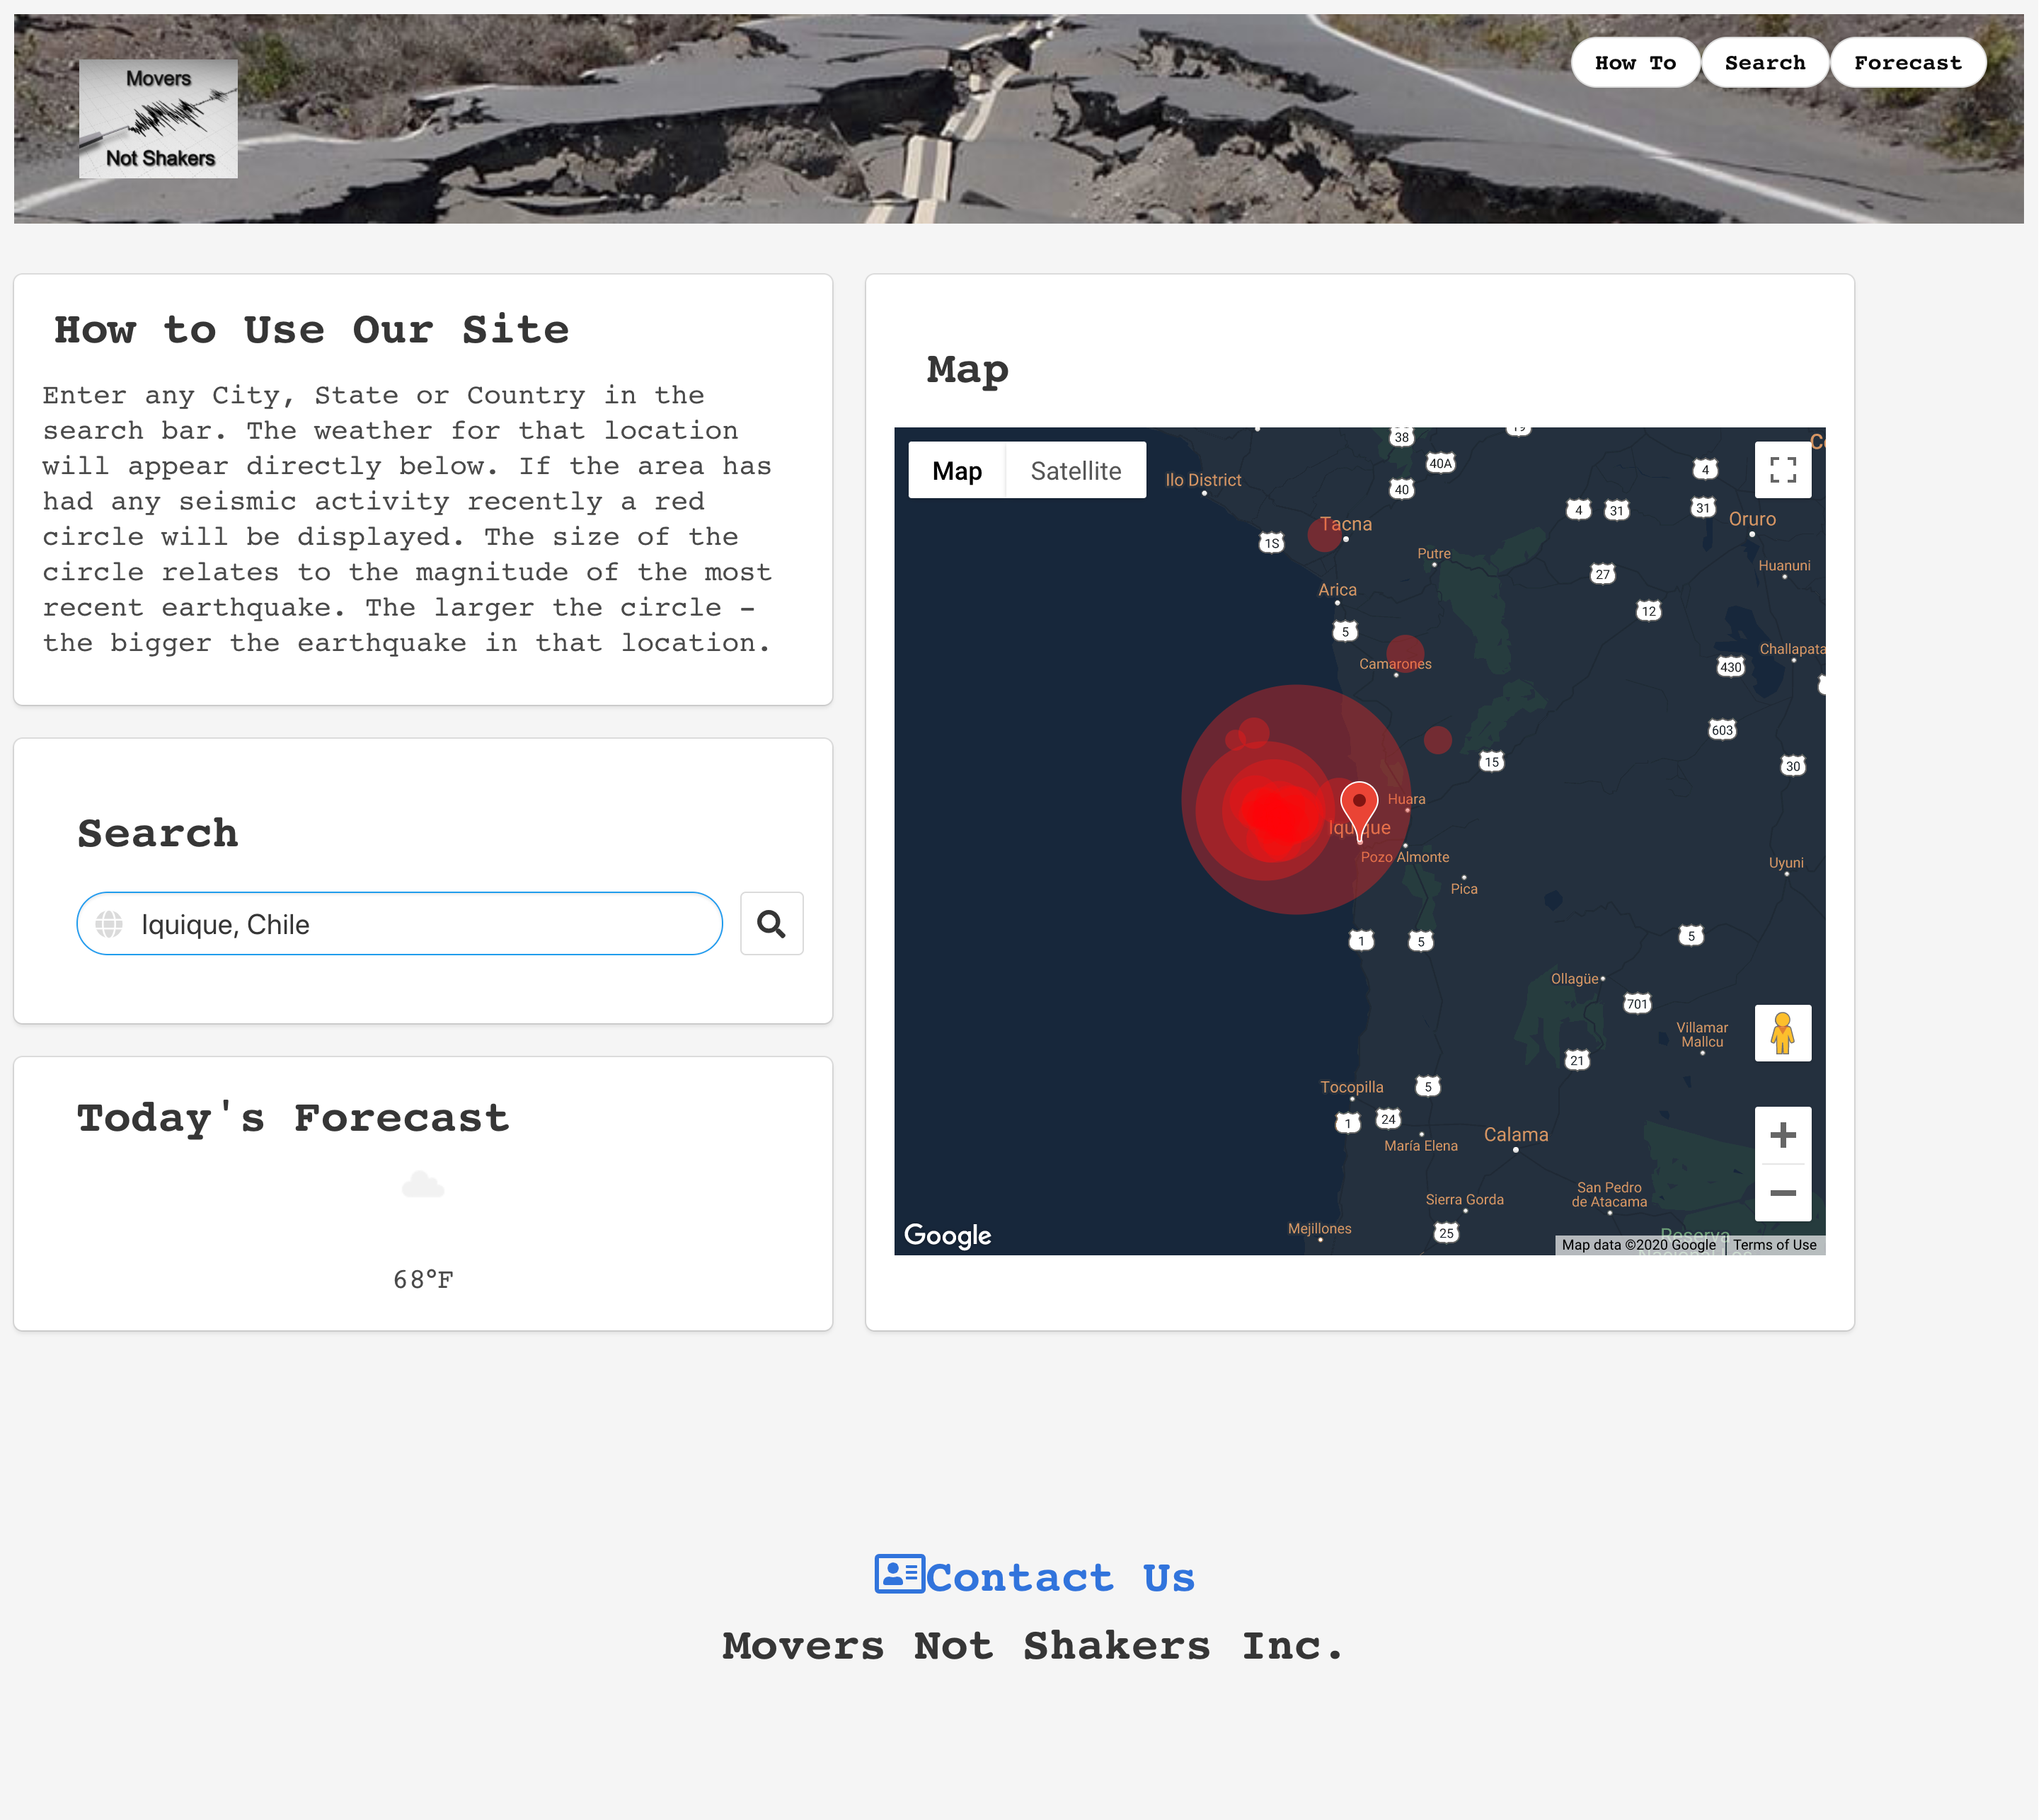 Movers
Not Shakers
How To
Search
Forecast
How to Use Our Site
Enter any City, State or Country in the
search bar. The weather for that location
will appear directly below. If the area has
had any seismic activity recently a red
circle will be displayed. The size of the
circle relates to the magnitude of the most
recent earthquake. The larger the circle -
the bigger the earthquake in that location.
Search
Iquique, Chile
Today's Forecast
68°F
Map
Map
Satellite
38
19
40A
4
Ilo District
40
4
31
31
Oruro
Tacna
1S
Putre
27
Huanuni
Arica
12
5
Challapata
Camarones
430
603
15
30
Huara
Iquique
Pozo Almonte
Uyuni
Pica
1
5
5
Ollagüe
701
Villamar
Mallcu
21
Tocopilla
5
1
24
María Elena
Calama
San Pedro
de Atacama
Sierra Gorda
Mejillones
25
Reserva
Google
Map data ©2020 Google
Terms of Use
Contact Us
Movers Not Shakers Inc.